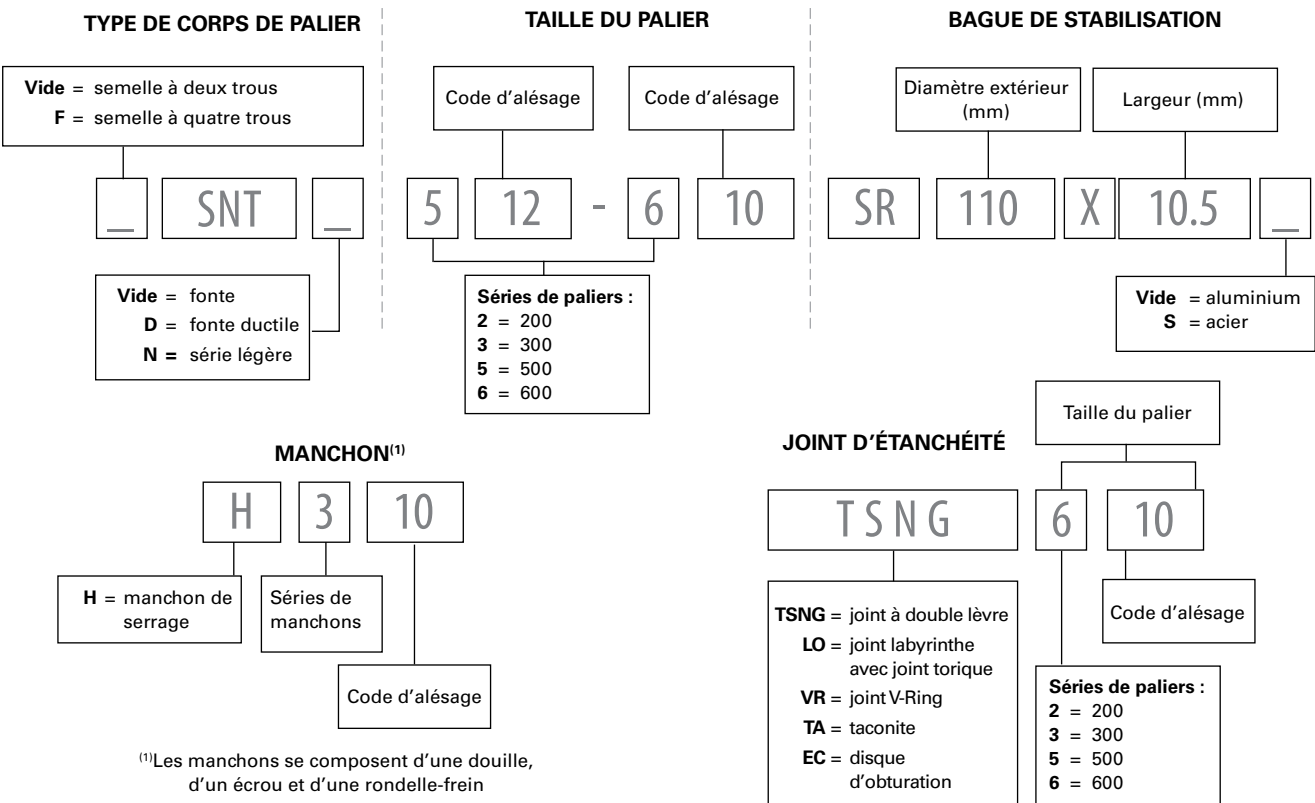 TYPE DE CORPS DE PALIER
Vide = semelle à deux trous
F = semelle à quatre trous
_ SNT _
Vide = fonte
D = fonte ductile
N = série légère
TAILLE DU PALIER
Code d'alésage
Code d'alésage
5 12 - 6 10
Séries de paliers :
2 = 200
3 = 300
5 = 500
6 = 600
BAGUE DE STABILISATION
Diamètre extérieur
(mm)
Largeur (mm)
SR 110 X 10.5 _
Vide = aluminium
S = acier
MANCHON(1)
H 3 10
H = manchon de
serrage
Séries de
manchons
Code d'alésage
(1)Les manchons se composent d'une douille,
d'un écrou et d'une rondelle-frein
JOINT D'ÉTANCHÉITÉ
Taille du palier
TSNG 6 10
TSNG = joint à double lèvre
LO = joint labyrinthe
avec joint torique
VR = joint V-Ring
TA = taconite
EC = disque
d'obturation
Code d'alésage
Séries de paliers :
2 = 200
3 = 300
5 = 500
6 = 600